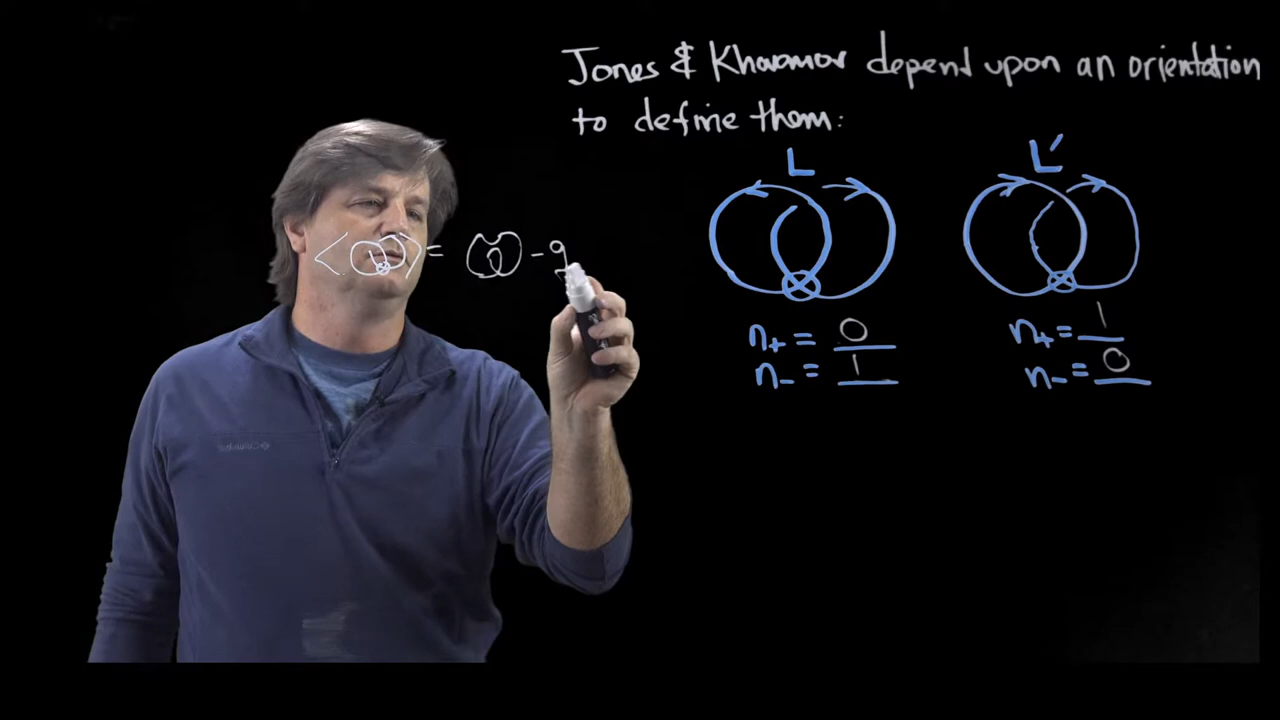 Jones & Khovanov depend upon an orientation
to define them:
L
L′
< > = - q
n+ = 0
n- = 1
n+ = 1
n- = 0